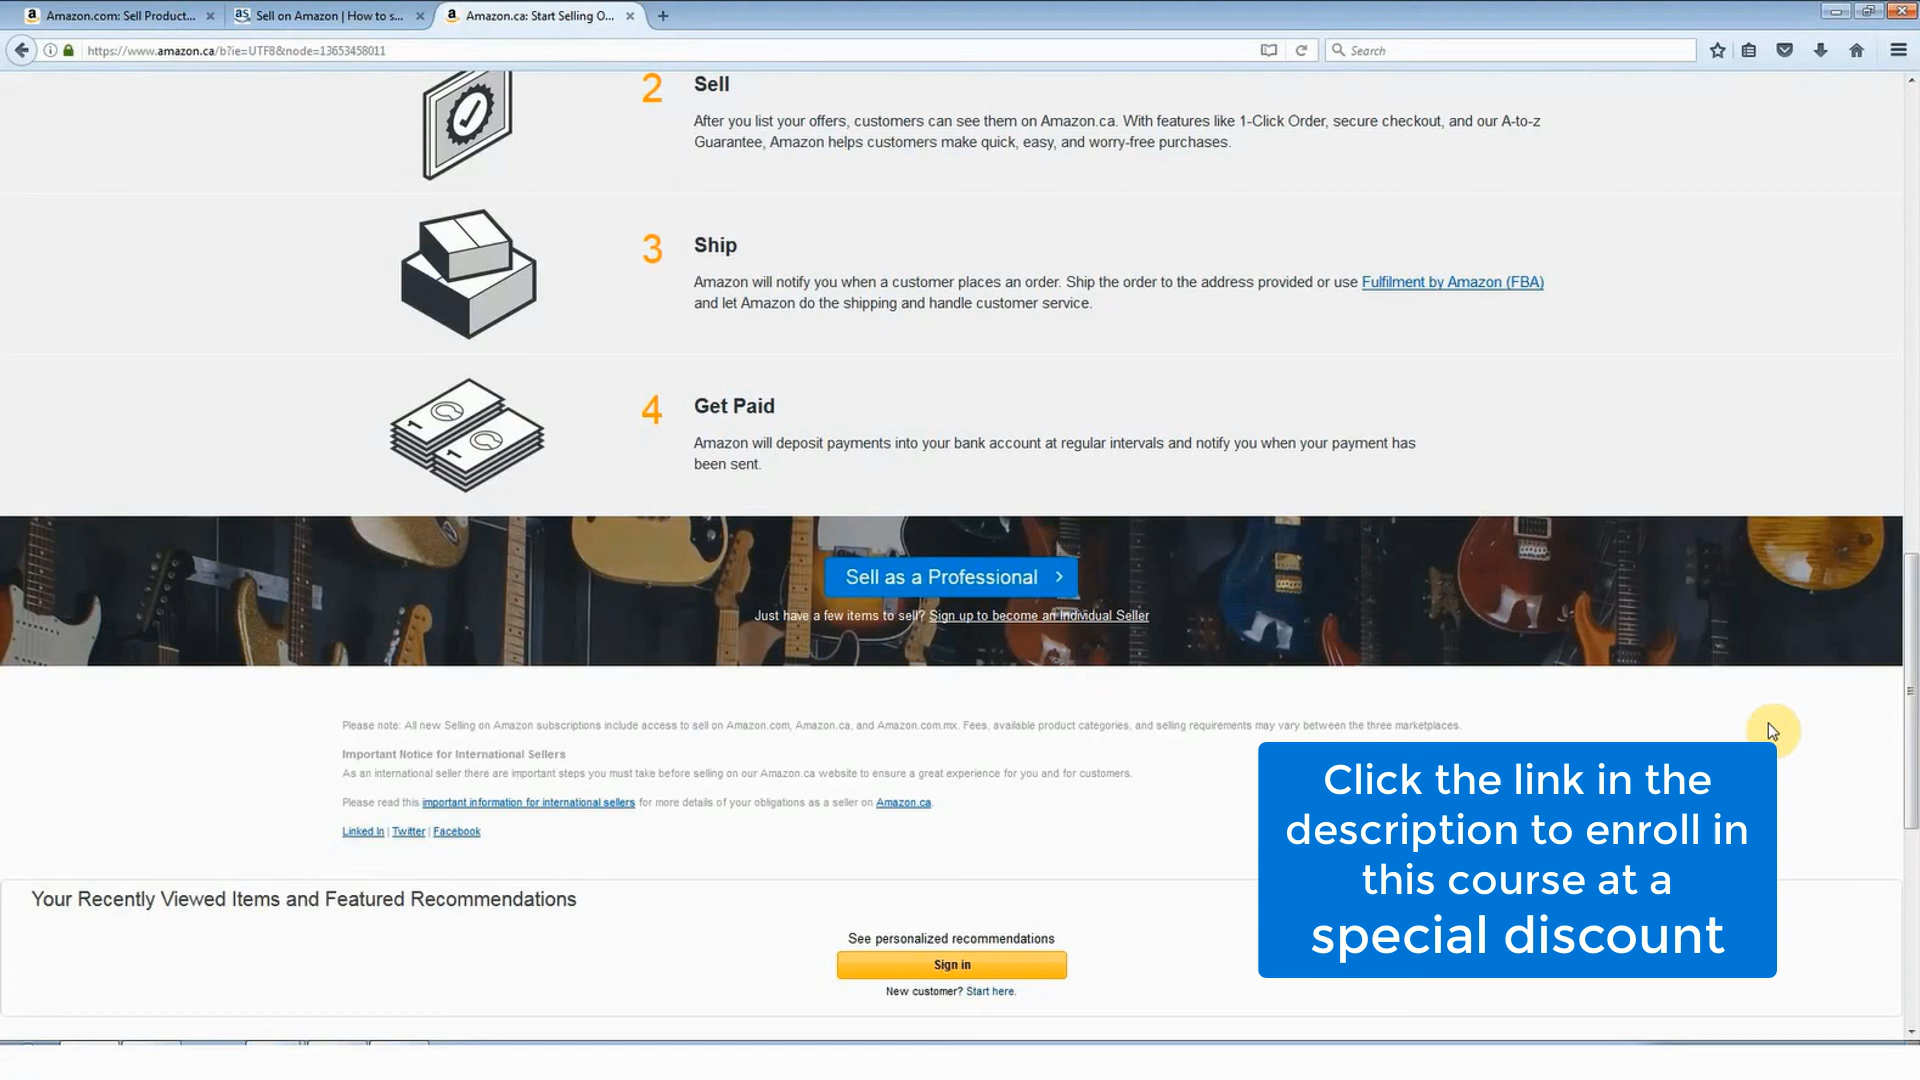 Amazon.com: Sell Product...
Sell on Amazon | How to s...
Amazon.ca: Start Selling O...
https://www.amazon.ca/b?ie=UTF8&node=13653458011
Search
2
Sell
After you list your offers, customers can see them on Amazon.ca. With features like 1-Click Order, secure checkout, and our A-to-z
Guarantee, Amazon helps customers make quick, easy, and worry-free purchases.
3
Ship
Amazon will notify you when a customer places an order. Ship the order to the address provided or use Fulfilment by Amazon (FBA)
and let Amazon do the shipping and handle customer service.
4
Get Paid
Amazon will deposit payments into your bank account at regular intervals and notify you when your payment has
been sent.
Sell as a Professional
Just have a few items to sell? Sign up to become an Individual Seller
Please note: All new Selling on Amazon subscriptions include access to sell on Amazon.com, Amazon.ca, and Amazon.com.mx. Fees, available product categories, and selling requirements may vary between the three marketplaces.
Important Notice for International Sellers
As an international seller there are important steps you must take before selling on our Amazon.ca website to ensure a great experience for you and for customers.
Please read this important information for international sellers for more details of your obligations as a seller on Amazon.ca.
Linked In | Twitter | Facebook
Click the link in the
description to enroll in
this course at a
special discount
Your Recently Viewed Items and Featured Recommendations
See personalized recommendations
Sign in
New customer? Start here.